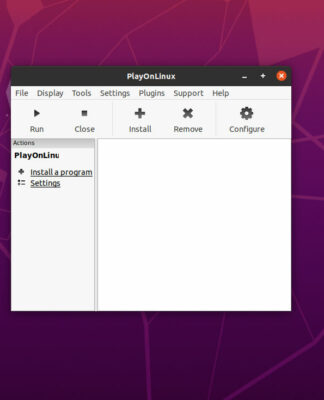 PlayOnLinux
File Display Tools Settings Plugins Support Help
Run Close Install Remove Configure
Actions
PlayOnLinu
Install a program
Settings